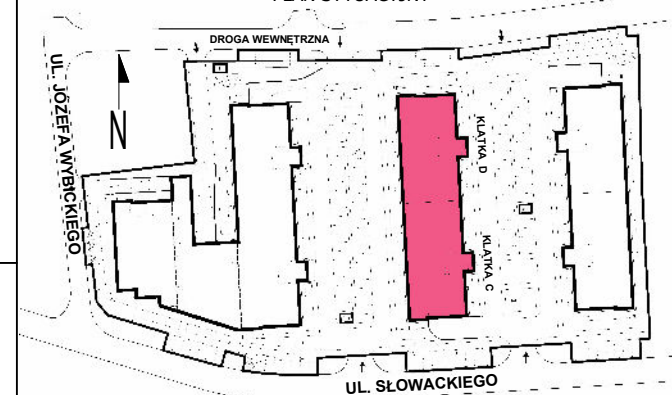 DROGA WEWNĘTRZNA
UL. JÓZEFA WYBICKIEGO
N
KLATKA D
KLATKA C
UL. SŁOWACKIEGO